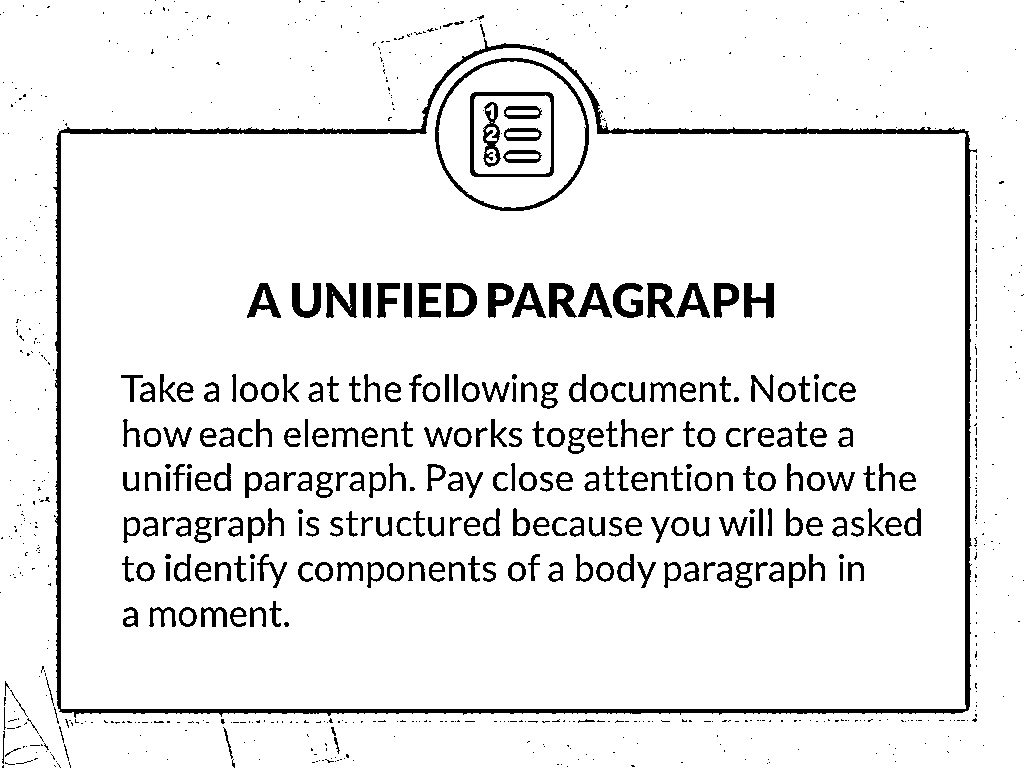 1
2
3
A UNIFIED PARAGRAPH
Take a look at the following document. Notice
how each element works together to create a
unified paragraph. Pay close attention to how the
paragraph is structured because you will be asked
to identify components of a body paragraph in
a moment.